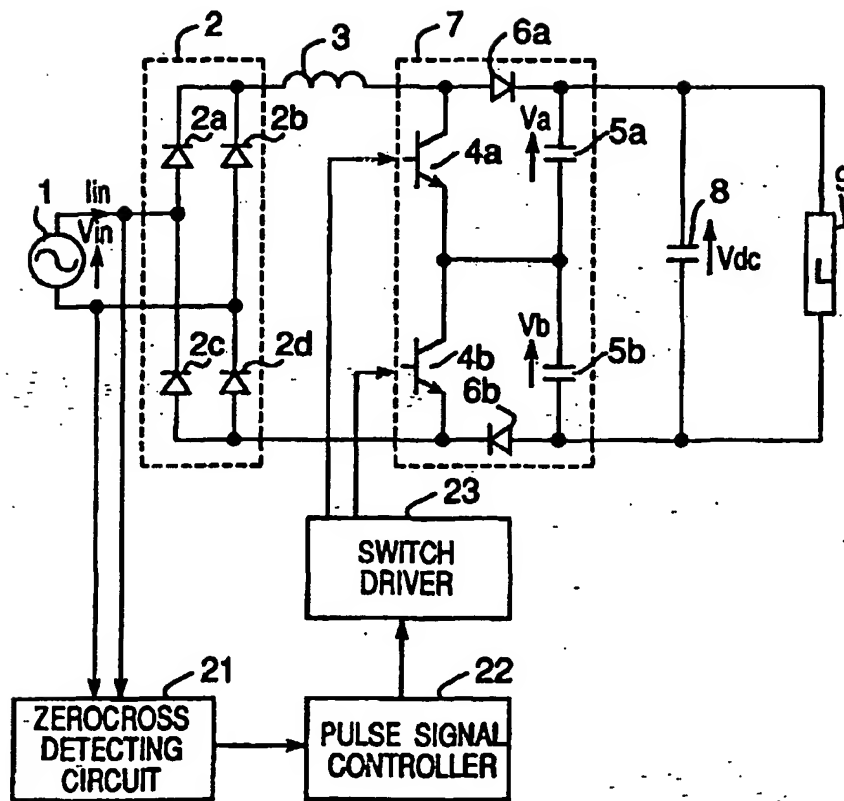 2
3
7
6a
2a
2b
Va
5a
4a
1
Iin
Vin
8
9
Vdc
L
2c
2d
Vb
4b
5b
6b
23
SWITCH
DRIVER
21
22
ZEROCROSS
DETECTING
CIRCUIT
PULSE SIGNAL
CONTROLLER